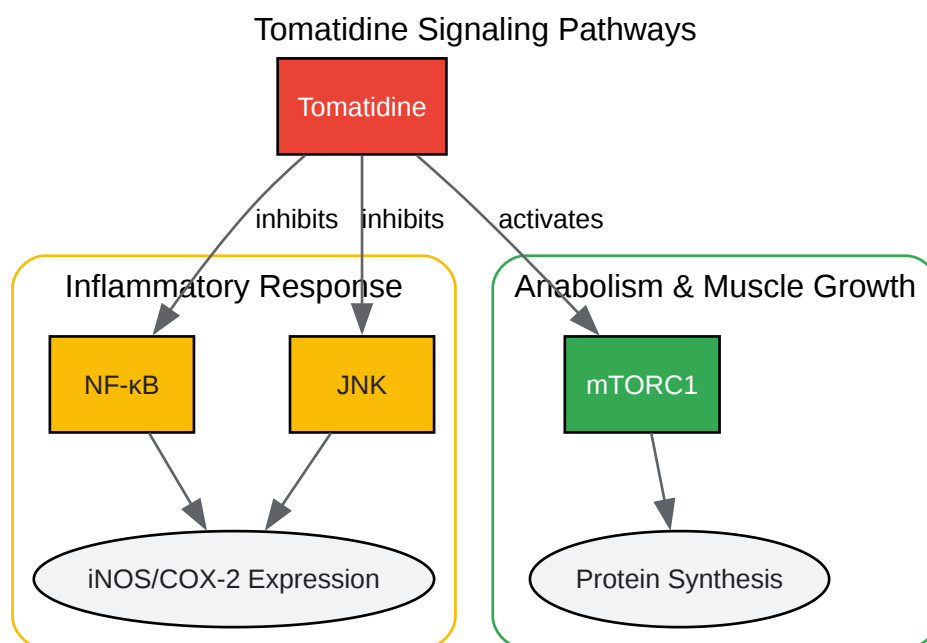 Tomatidine Signaling Pathways
Tomatidine
inhibits
inhibits
activates
Inflammatory Response
Anabolism & Muscle Growth
NF-κB
JNK
mTORC1
iNOS/COX-2 Expression
Protein Synthesis